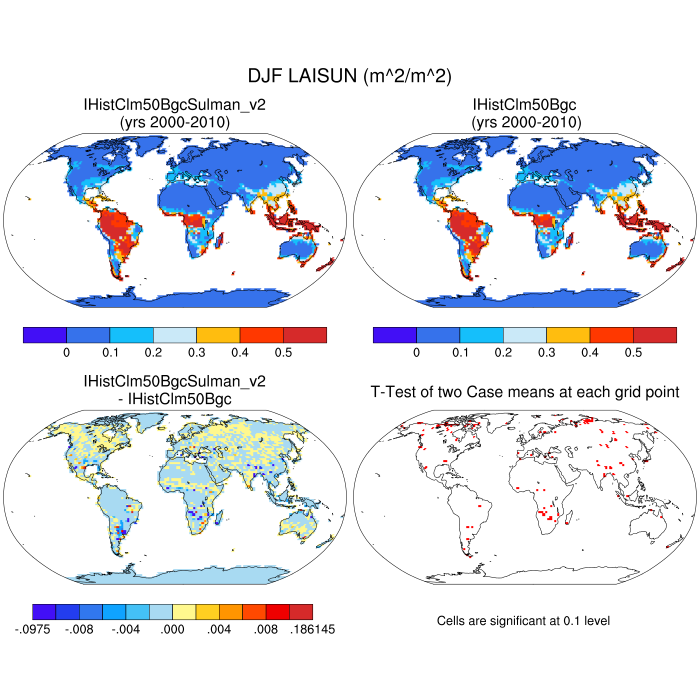 DJF LAISUN (m^2/m^2)
IHistClm50BgcSulman_v2
(yrs 2000-2010)
IHistClm50Bgc
(yrs 2000-2010)
0 0.1 0.2 0.3 0.4 0.5
0 0.1 0.2 0.3 0.4 0.5
IHistClm50BgcSulman_v2
- IHistClm50Bgc
T-Test of two Case means at each grid point
-.0975 -.008 -.004 .000 .004 .008 .186145
Cells are significant at 0.1 level